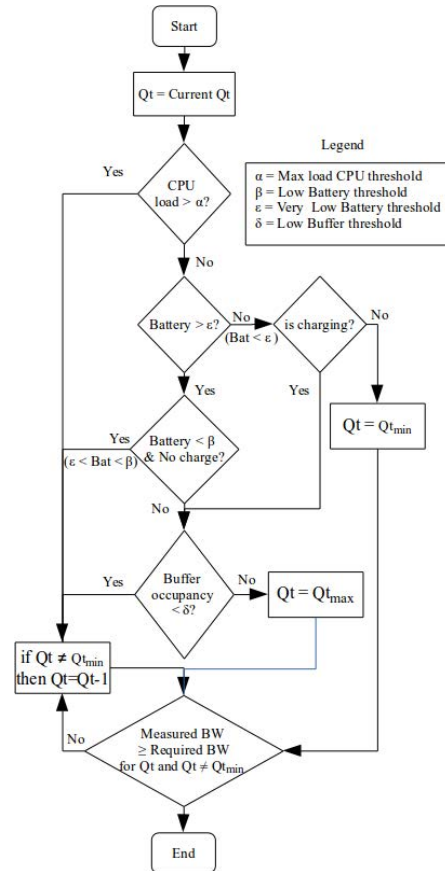 Start
Qt = Current Qt
Legend
α = Max load CPU threshold
β = Low Battery threshold
ε = Very Low Battery threshold
δ = Low Buffer threshold
Yes
CPU
load > α?
No
Battery > ε?
No
(Bat < ε)
is charging?
No
Yes
Yes
Qt = Qtmin
Yes
(ε < Bat < β)
Battery < β
& No charge?
No
Yes
Buffer
occupancy
< δ?
No
Qt = Qtmax
if Qt ≠ Qtmin
then Qt=Qt-1
No
Measured BW
≥ Required BW
for Qt and Qt ≠ Qtmin
End